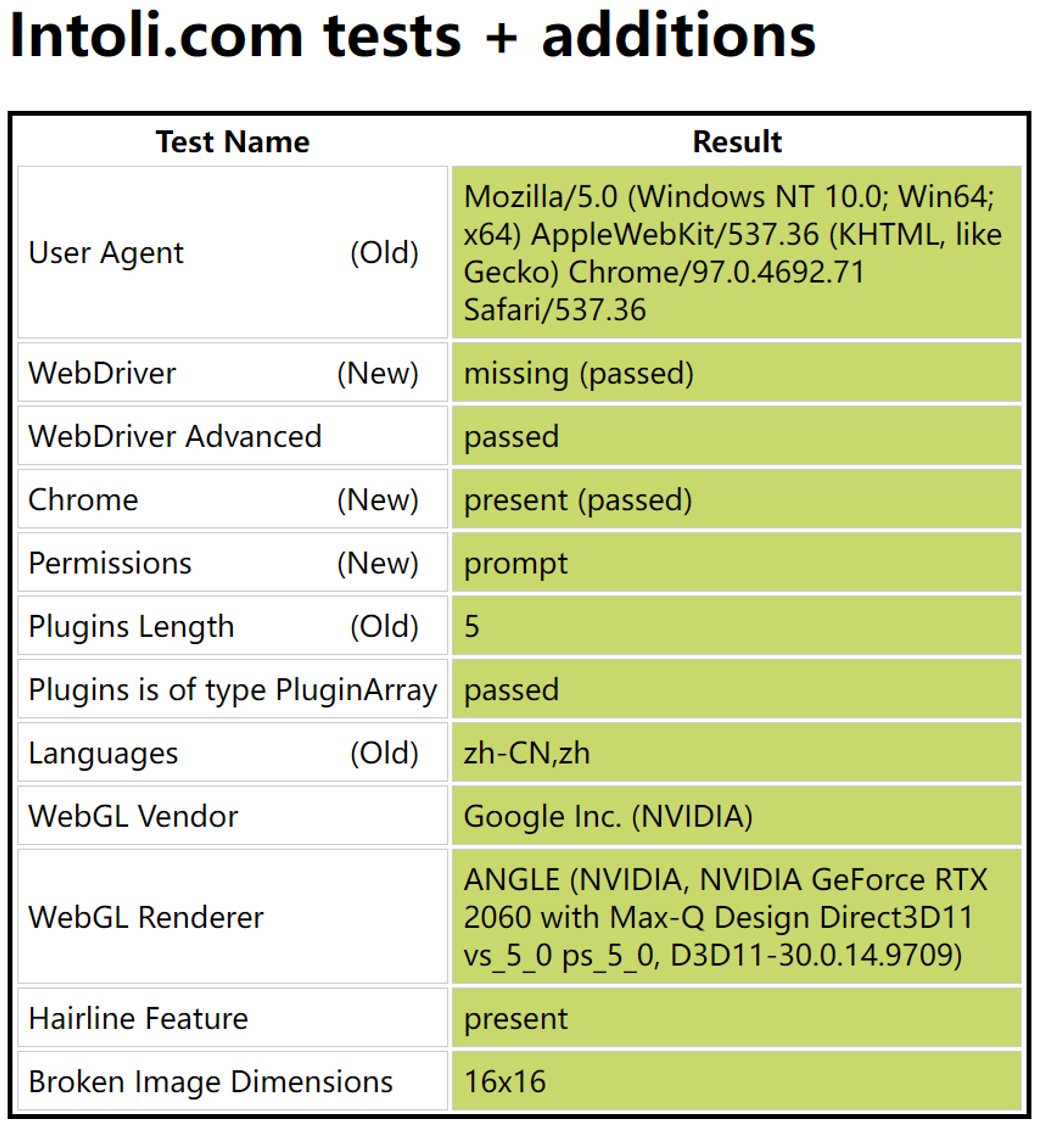 Intoli.com tests + additions
Test Name Result
User Agent (Old)
Mozilla/5.0 (Windows NT 10.0; Win64;
x64) AppleWebKit/537.36 (KHTML, like
Gecko) Chrome/97.0.4692.71
Safari/537.36
WebDriver (New) missing (passed)
WebDriver Advanced passed
Chrome (New) present (passed)
Permissions (New) prompt
Plugins Length (Old) 5
Plugins is of type PluginArray passed
Languages (Old) zh-CN,zh
WebGL Vendor Google Inc. (NVIDIA)
WebGL Renderer
ANGLE (NVIDIA, NVIDIA GeForce RTX
2060 with Max-Q Design Direct3D11
vs_5_0 ps_5_0, D3D11-30.0.14.9709)
Hairline Feature present
Broken Image Dimensions 16x16